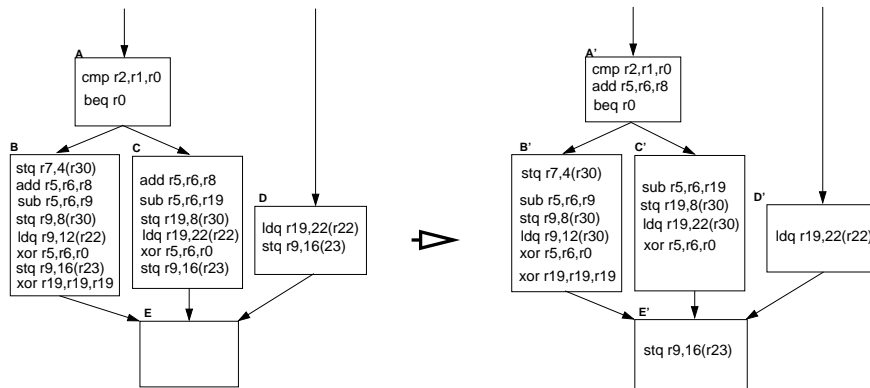 A
cmp r2,r1,r0
beq r0
B
stq r7,4(r30)
add r5,r6,r8
sub r5,r6,r9
stq r9,8(r30)
ldq r9,12(r22)
xor r5,r6,r0
stq r9,16(r23)
xor r19,r19,r19
C
add r5,r6,r8
sub r5,r6,r19
stq r19,8(r30)
ldq r19,22(r22)
xor r5,r6,r0
stq r9,16(r23)
D
ldq r19,22(r22)
stq r9,16(23)
E
A'
cmp r2,r1,r0
add r5,r6,r8
beq r0
B'
stq r7,4(r30)
sub r5,r6,r9
stq r9,8(r30)
ldq r9,12(r30)
xor r5,r6,r0
xor r19,r19,r19
C'
sub r5,r6,r19
stq r19,8(r30)
ldq r19,22(r30)
xor r5,r6,r0
D'
ldq r19,22(r22)
E'
stq r9,16(r23)